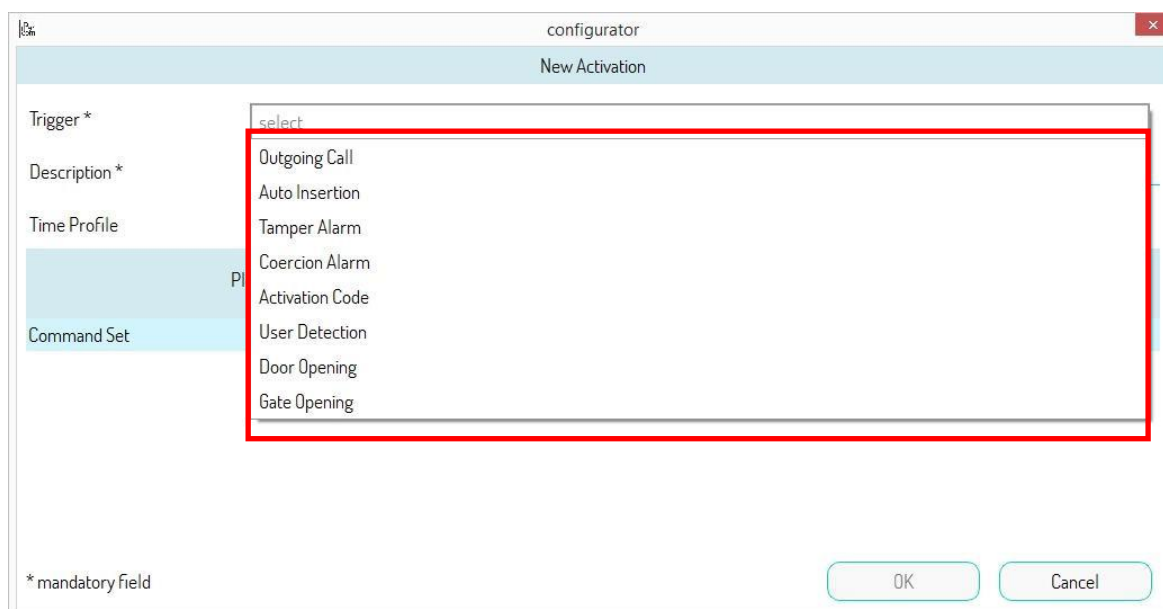 configurator
New Activation
Trigger *
select
Outgoing Call
Description *
Auto Insertion
Time Profile
Tamper Alarm
Coercion Alarm
Activation Code
Command Set
User Detection
Door Opening
Gate Opening
* mandatory field
OK
Cancel